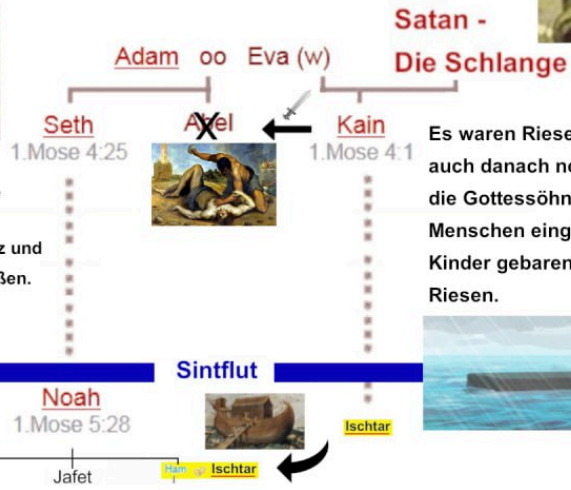 Satan -
Die Schlange
Adam oo Eva (w)
Seth
Abel
Kain
1.Mose 4:25
1.Mose 4:1
Es waren Riese
auch danach
die Gottessöhn
Menschen eing
Kinder gebaren
Riesen.
z und
ßen.
Sintflut
Noah
1.Mose 5:28
Ischtar
Jafet
Ham
Ischtar